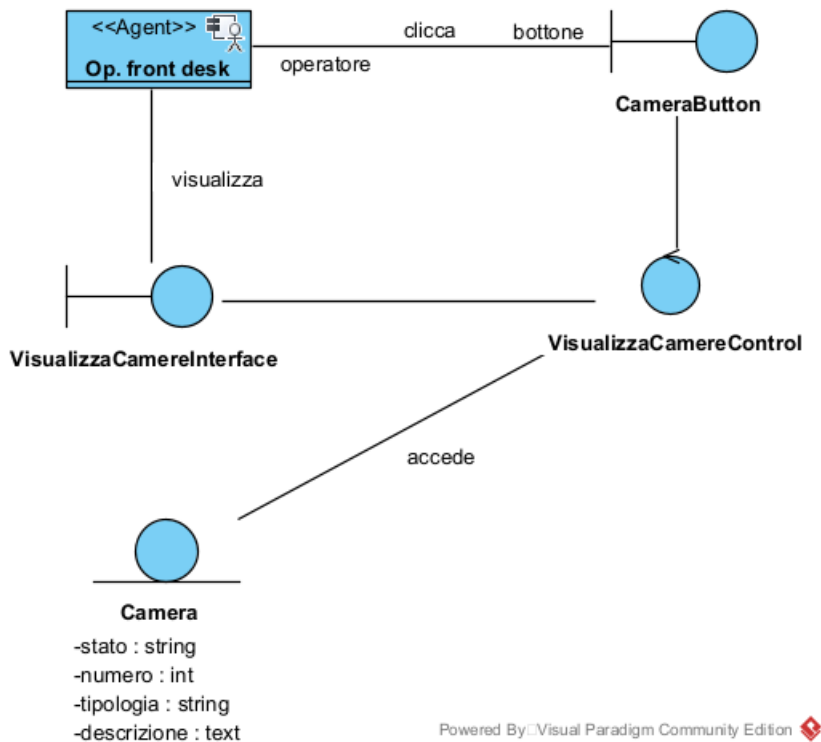 <<Agent>>
Op. front desk
clicca
bottone
operatore
CameraButton
visualizza
VisualizzaCamereInterface
VisualizzaCamereControl
accede
Camera
-stato : string
-numero : int
-tipologia : string
-descrizione : text
Powered By Visual Paradigm Community Edition